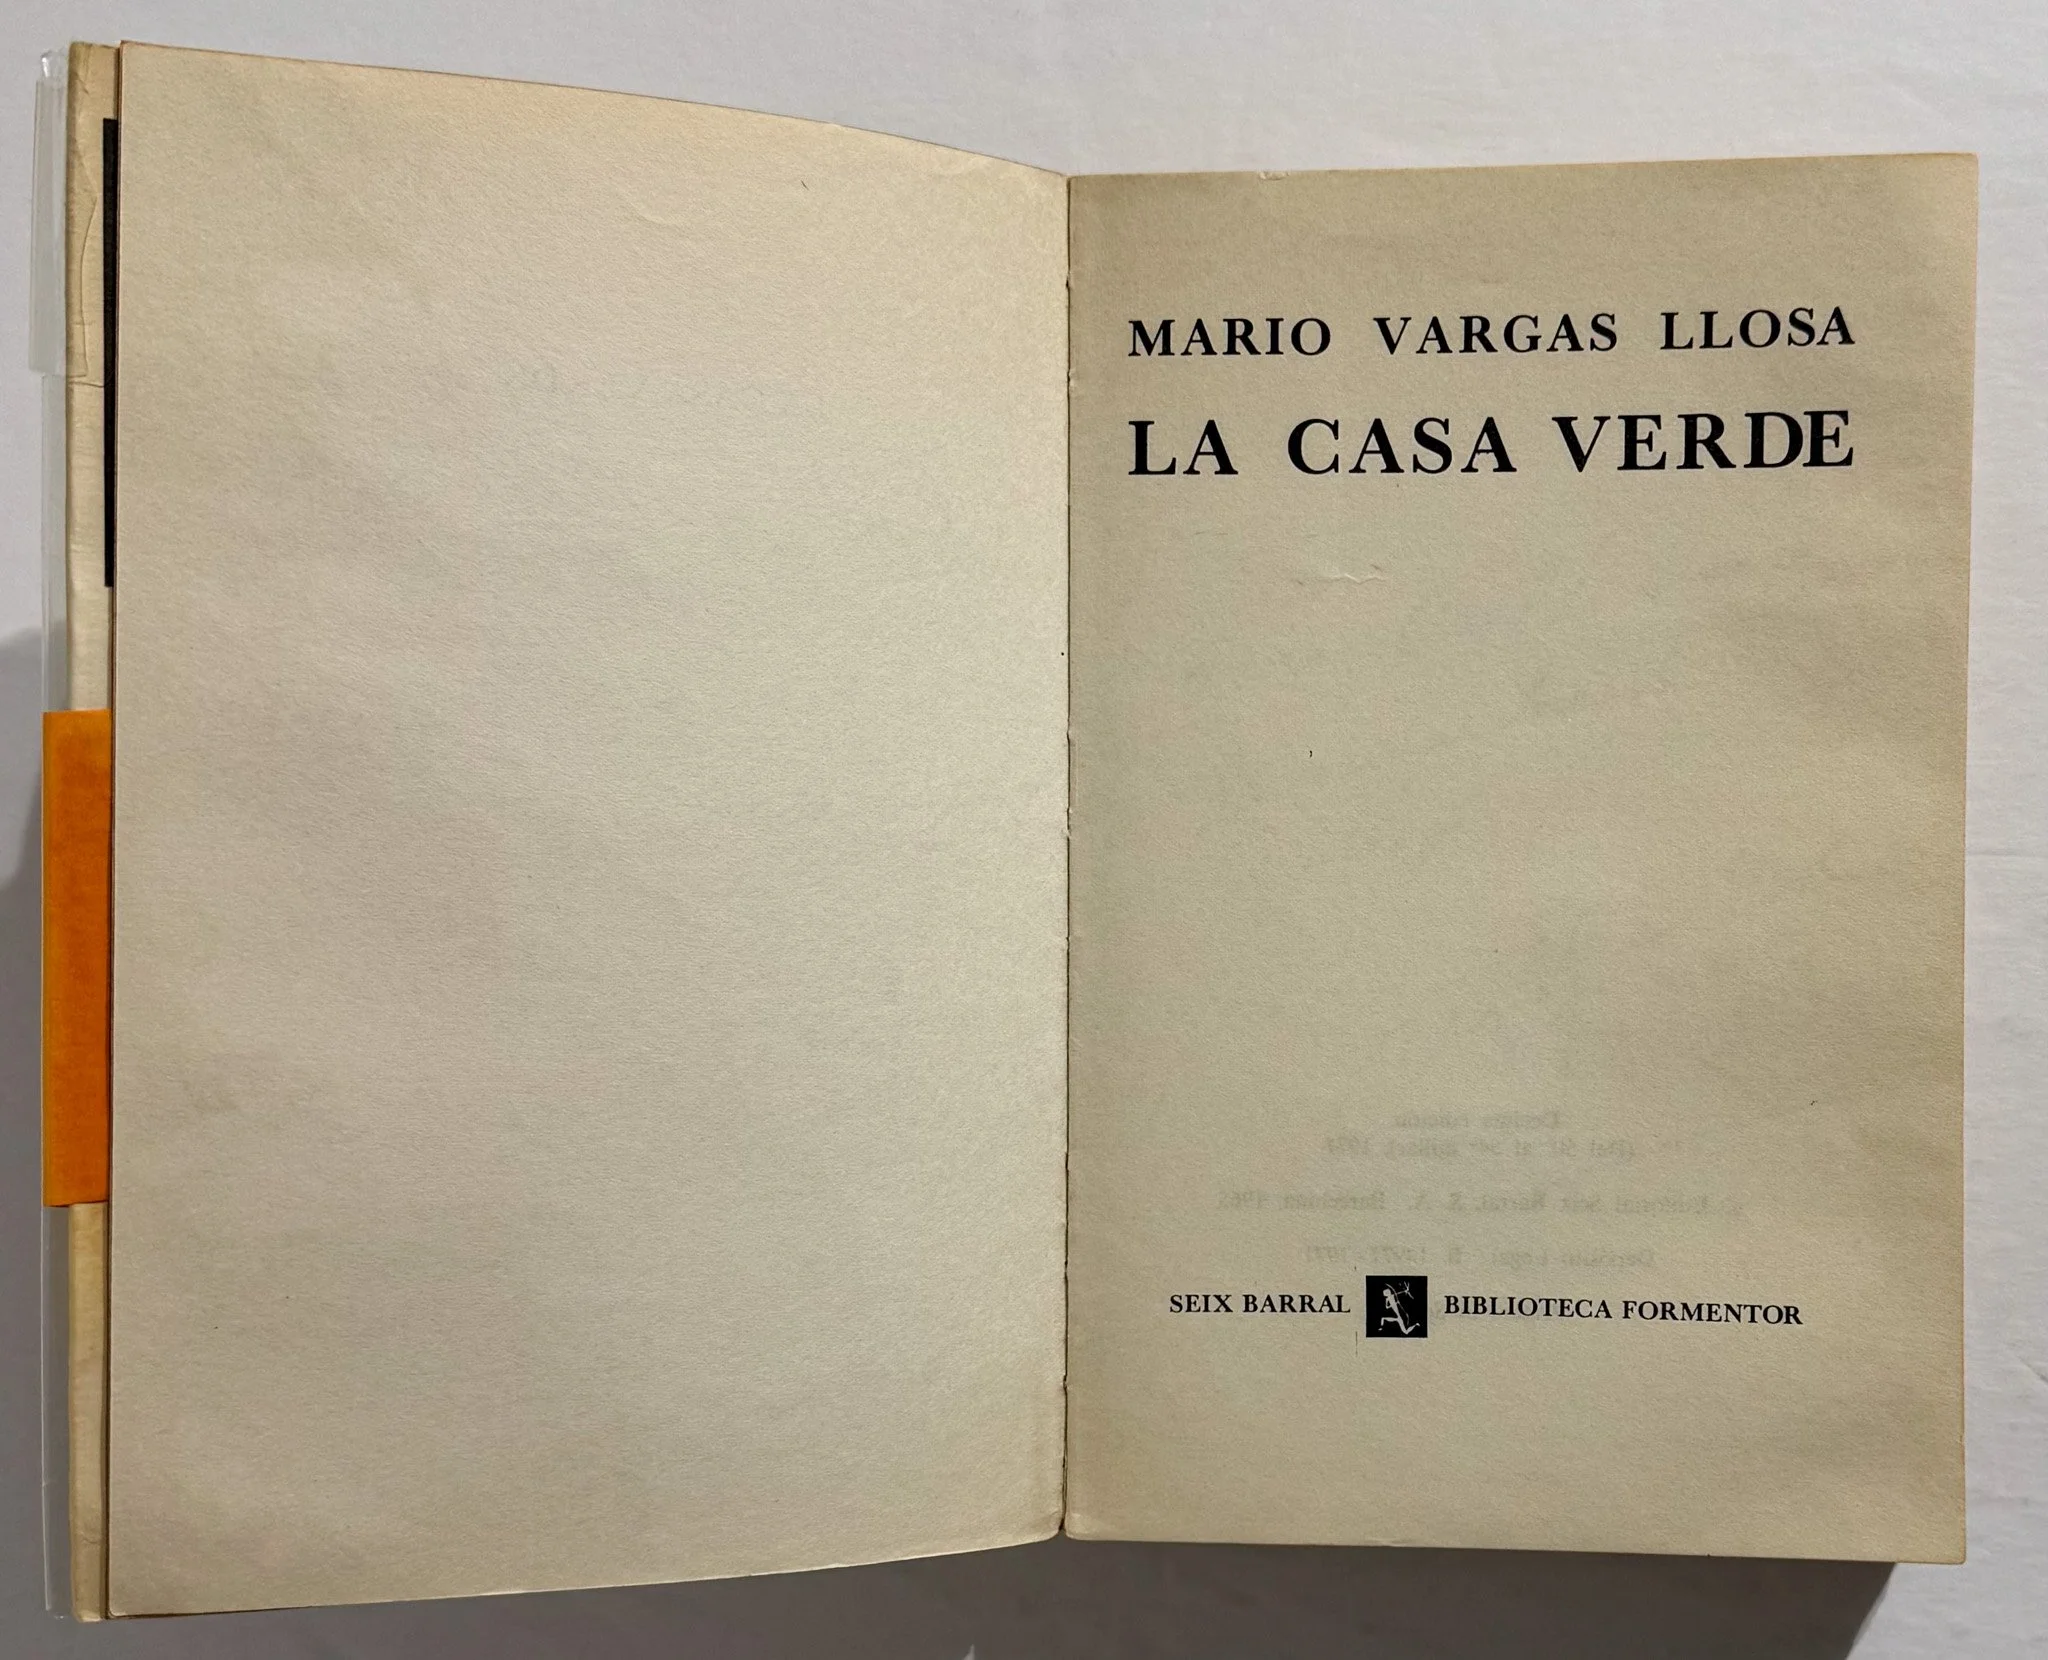 MARIO VARGAS LLOSA
LA CASA VERDE
SEIX BARRAL BIBLIOTECA FORMENTOR